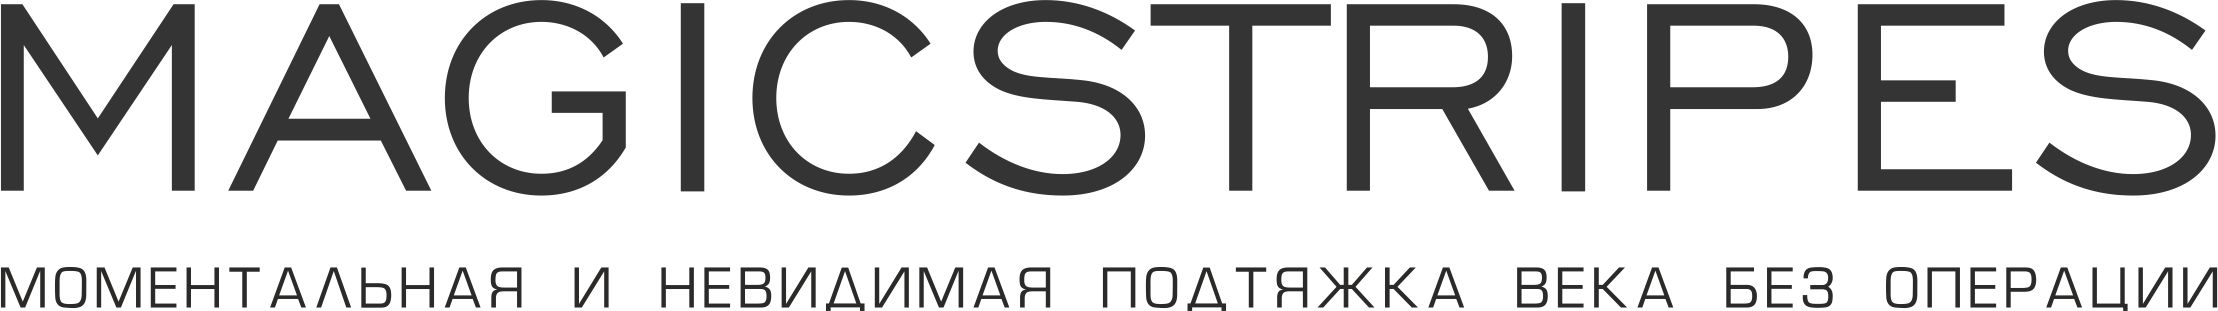 MAGICSTRIPES
МОМЕНТАЛЬНАЯ И НЕВИДИМАЯ ПОДТЯЖКА ВЕКА БЕЗ ОПЕРАЦИИ